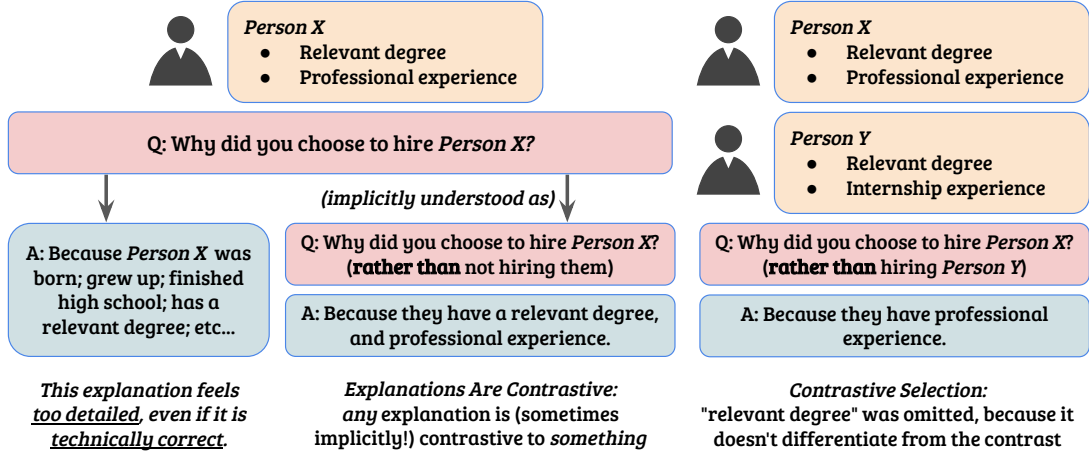 Person X
● Relevant degree
● Professional experience
Q: Why did you choose to hire Person X?
(implicitly understood as)
A: Because Person X was
born; grew up; finished
high school; has a
relevant degree; etc...
This explanation feels
too detailed, even if it is
technically correct.
Q: Why did you choose to hire Person X?
(rather than not hiring them)
A: Because they have a relevant degree,
and professional experience.
Explanations Are Contrastive:
any explanation is (sometimes
implicitly!) contrastive to something
Person X
● Relevant degree
● Professional experience
Person Y
● Relevant degree
● Internship experience
Q: Why did you choose to hire Person X?
(rather than hiring Person Y)
A: Because they have professional
experience.
Contrastive Selection:
"relevant degree" was omitted, because it
doesn't differentiate from the contrast